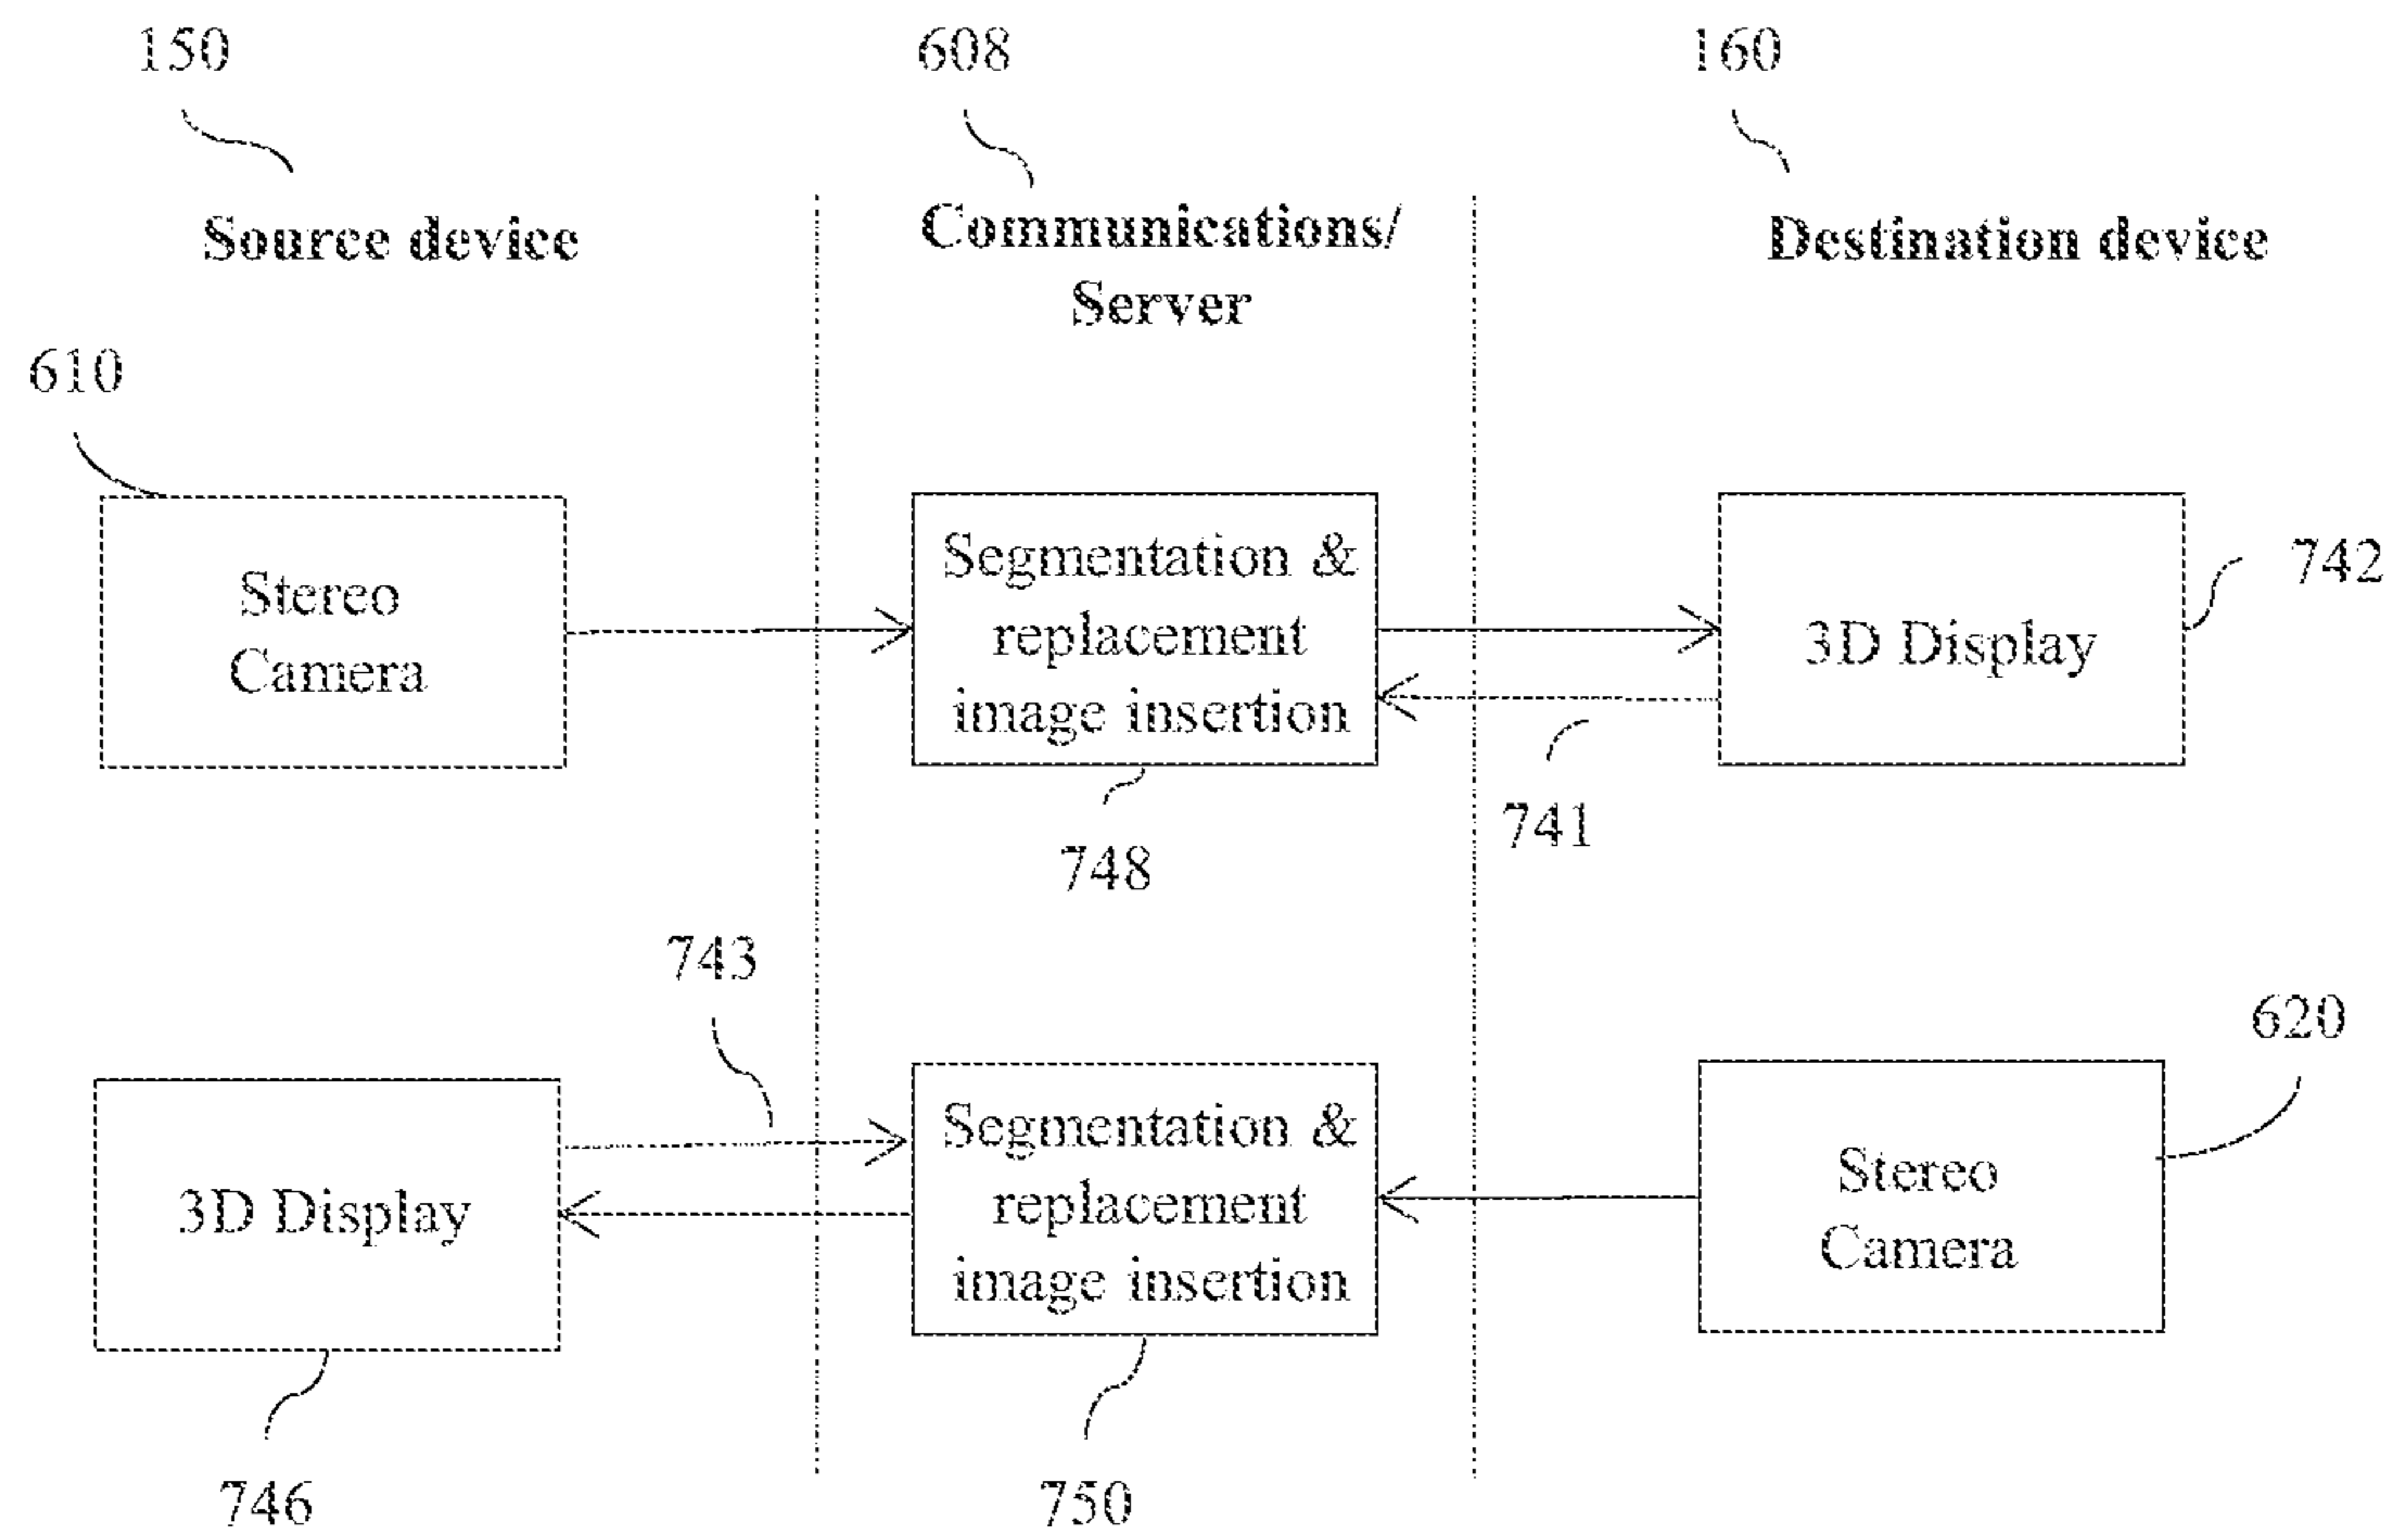 150
608
160
Source device
Communications/
Server
Destination device
610
Stereo
Camera
Segmentation &
replacement
image insertion
3D Display
742
741
748
743
620
3D Display
Segmentation &
replacement
image insertion
Stereo
Camera
746
750